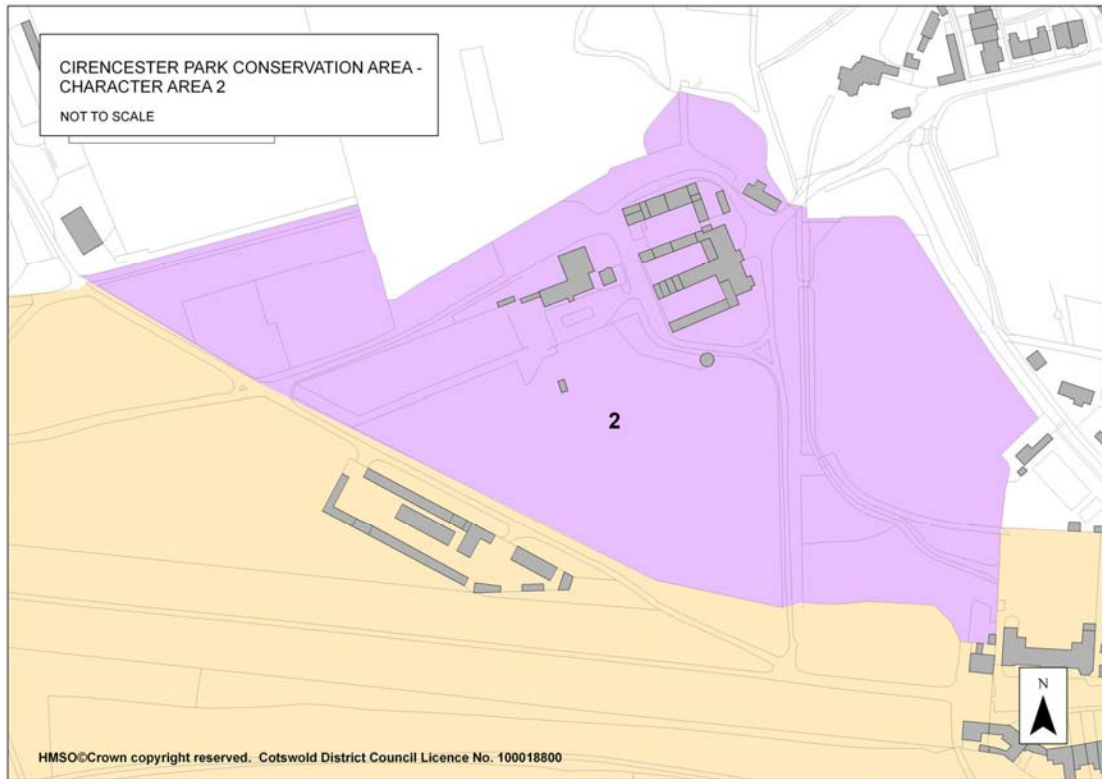 CIRENCESTER PARK CONSERVATION AREA -
CHARACTER AREA 2
NOT TO SCALE
2
N
HMSO©Crown copyright reserved. Cotswold District Council Licence No. 100018800